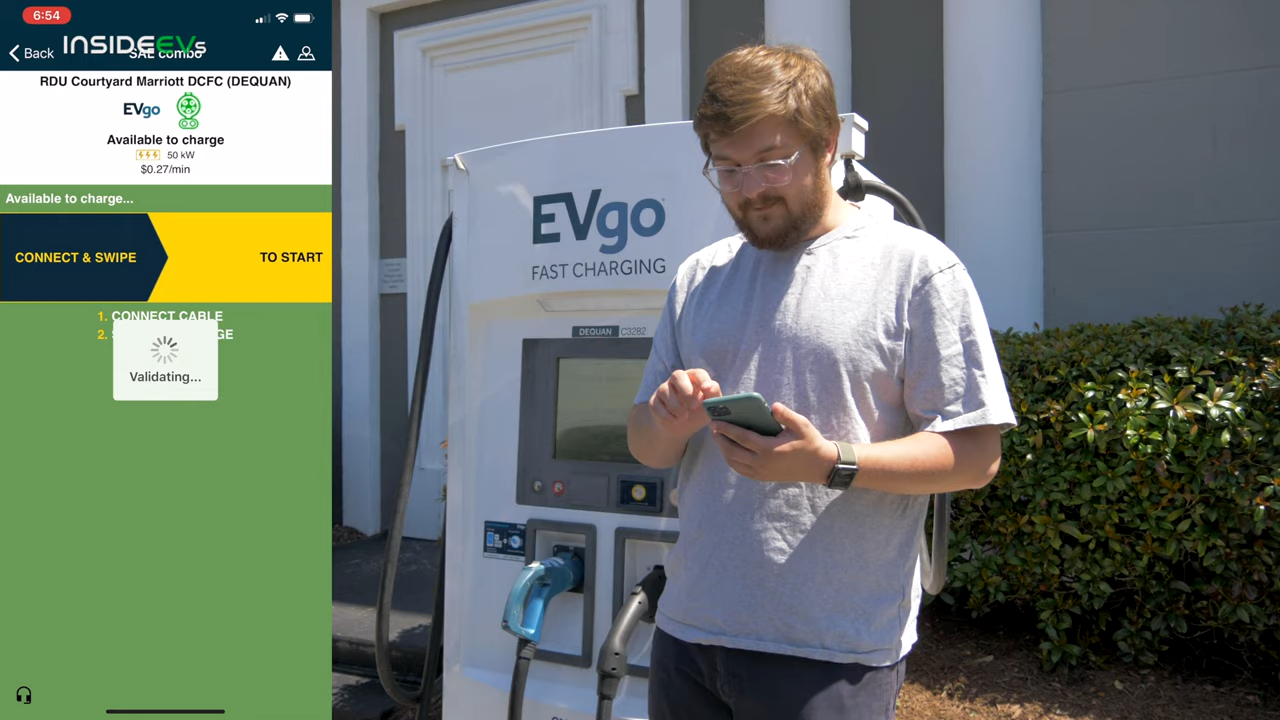 6:54
Back
INSIDEEVs
SAE combo
RDU Courtyard Marriott DCFC (DEQUAN)
EVgo
Available to charge
50 kW
$0.27/min
Available to charge...
CONNECT & SWIPE
TO START
1. CONNECT CABLE
2.
Validating...
EVgo
FAST CHARGING
DEQUAN C3282